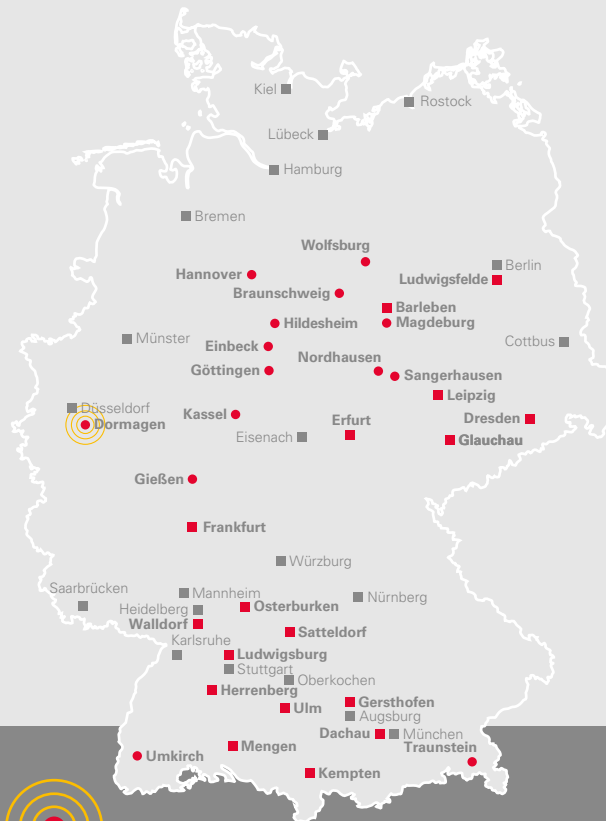 Kiel
Rostock
Lübeck
Hamburg
Bremen
Wolfsburg
Berlin
Hannover
Ludwigsfelde
Braunschweig
Barleben
Hildesheim
Magdeburg
Münster
Cottbus
Einbeck
Nordhausen
Göttingen
Sangerhausen
Leipzig
Düsseldorf
Kassel
Erfurt
Dresden
Dormagen
Eisenach
Glauchau
Gießen
Frankfurt
Würzburg
Saarbrücken
Mannheim
Nürnberg
Heidelberg
Osterburken
Walldorf
Satteldorf
Karlsruhe
Ludwigsburg
Stuttgart
Oberkochen
Herrenberg
Gersthofen
Ulm
Augsburg
Dachau
München
Mengen
Traunstein
Umkirch
Kempten